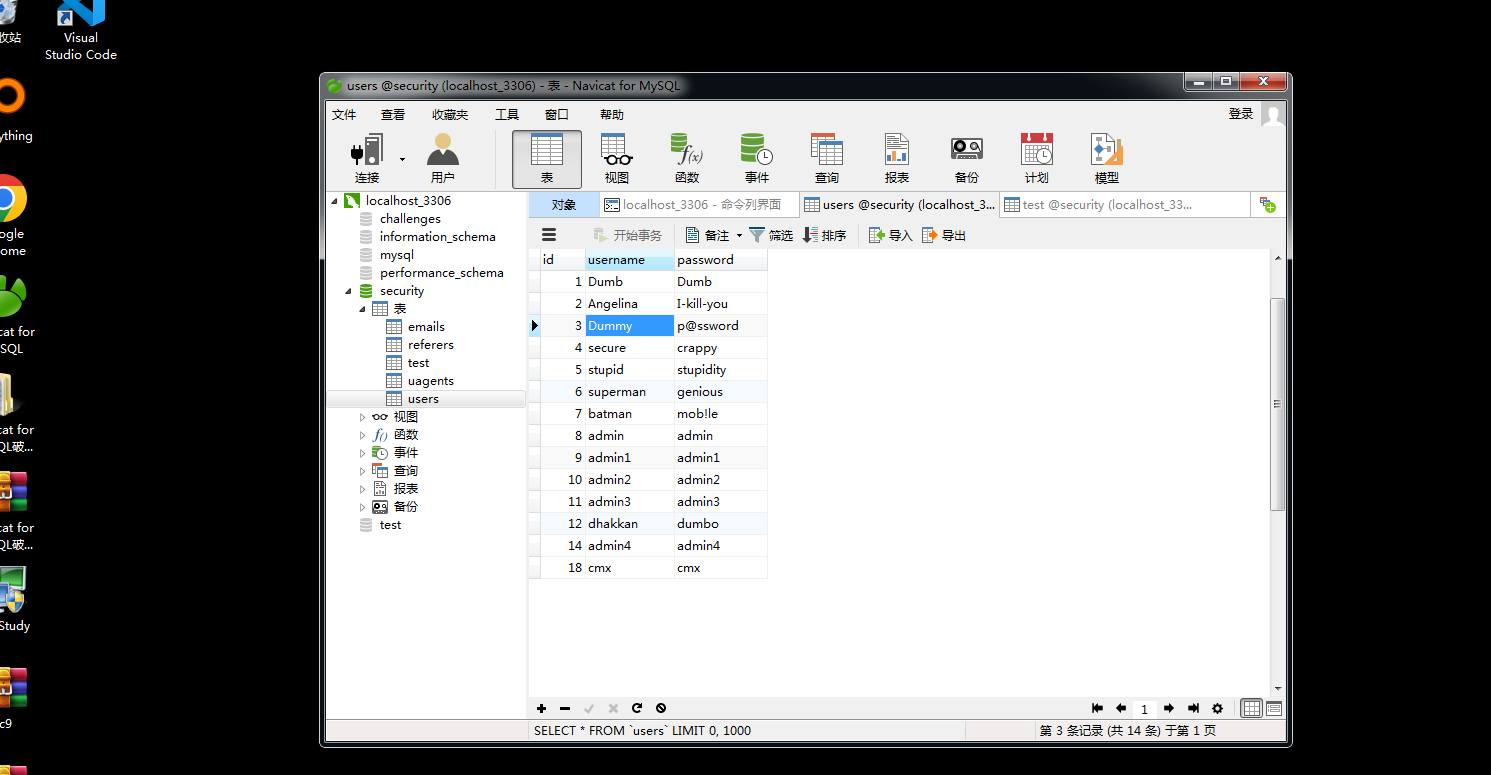 收站
Visual
Studio Code
ything
ogle
ome
cat for
SQL
cat for
QL破...
cat for
QL破...
Study
c9
users @security (localhost_3306) - 表 - Navicat for MySQL
文件 查看 收藏夹 工具 窗口 帮助 登录
连接 用户 表 视图 函数 事件 查询 报表 备份 计划 模型
localhost_3306
challenges
information_schema
mysql
performance_schema
security
表
emails
referers
test
uagents
users
视图
函数
事件
查询
报表
备份
test
对象 localhost_3306 - 命令列界面 users @security (localhost_3... test @security (localhost_33...
开始事务 备注 筛选 排序 导入 导出
id username password
1 Dumb Dumb
2 Angelina I-kill-you
3 Dummy p@ssword
4 secure crappy
5 stupid stupidity
6 superman genious
7 batman mob!le
8 admin admin
9 admin1 admin1
10 admin2 admin2
11 admin3 admin3
12 dhakkan dumbo
14 admin4 admin4
18 cmx cmx
1
SELECT * FROM `users` LIMIT 0, 1000 第 3 条记录 (共 14 条) 于第 1 页